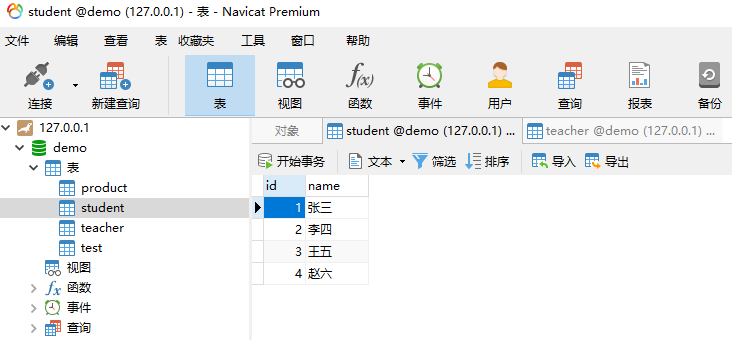 student @demo (127.0.0.1) - 表 - Navicat Premium
文件 编辑 查看 表 收藏夹 工具 窗口 帮助
f(x)
连接 新建查询 表 视图 函数 事件 用户 查询 报表 备份
127.0.0.1
demo
表
product
student
teacher
test
视图
fx 函数
事件
查询
对象 student @demo (127.0.0.1) ... teacher @demo (127.0.0.1) ...
开始事务 文本 筛选 排序 导入 导出
id name
1 张三
2 李四
3 王五
4 赵六